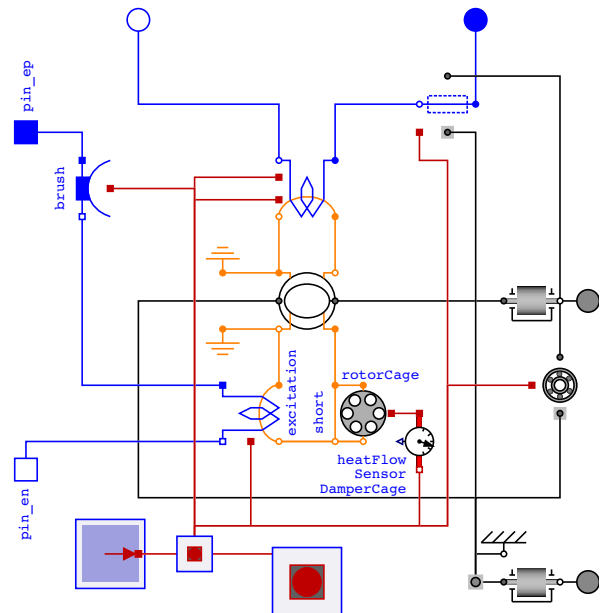 pin_ep
brush
excitation
short
rotorCage
heatFlow
Sensor
DamperCage
pin_en